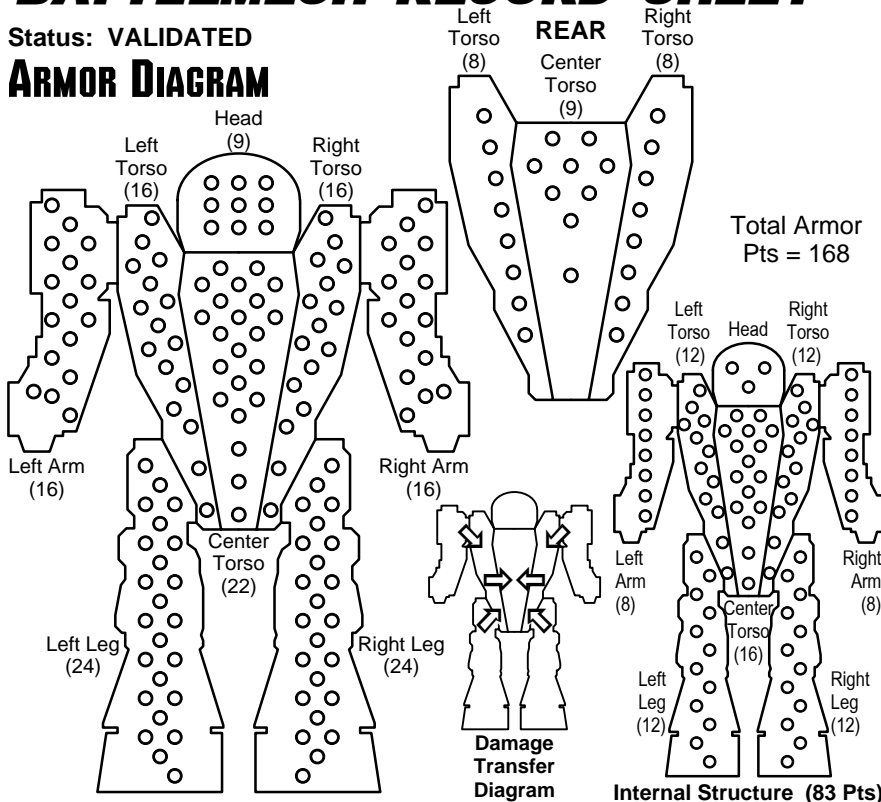 BATTLEMECH RECORD SHEET
Status: VALIDATED
ARMOR DIAGRAM
Head
(9)
Left
Torso
(16)
Right
Torso
(16)
Left Arm
(16)
Right Arm
(16)
Center
Torso
(22)
Left Leg
(24)
Right Leg
(24)
REAR
Left
Torso
(8)
Center
Torso
(9)
Right
Torso
(8)
Total Armor
Pts = 168
Left
Torso
(12)
Head
Right
Torso
(12)
Left
Arm
(8)
Right
Arm
(8)
Center
Torso
(16)
Left
Leg
(12)
Right
Leg
(12)
Damage
Transfer
Diagram
Internal Structure (83 Pts)